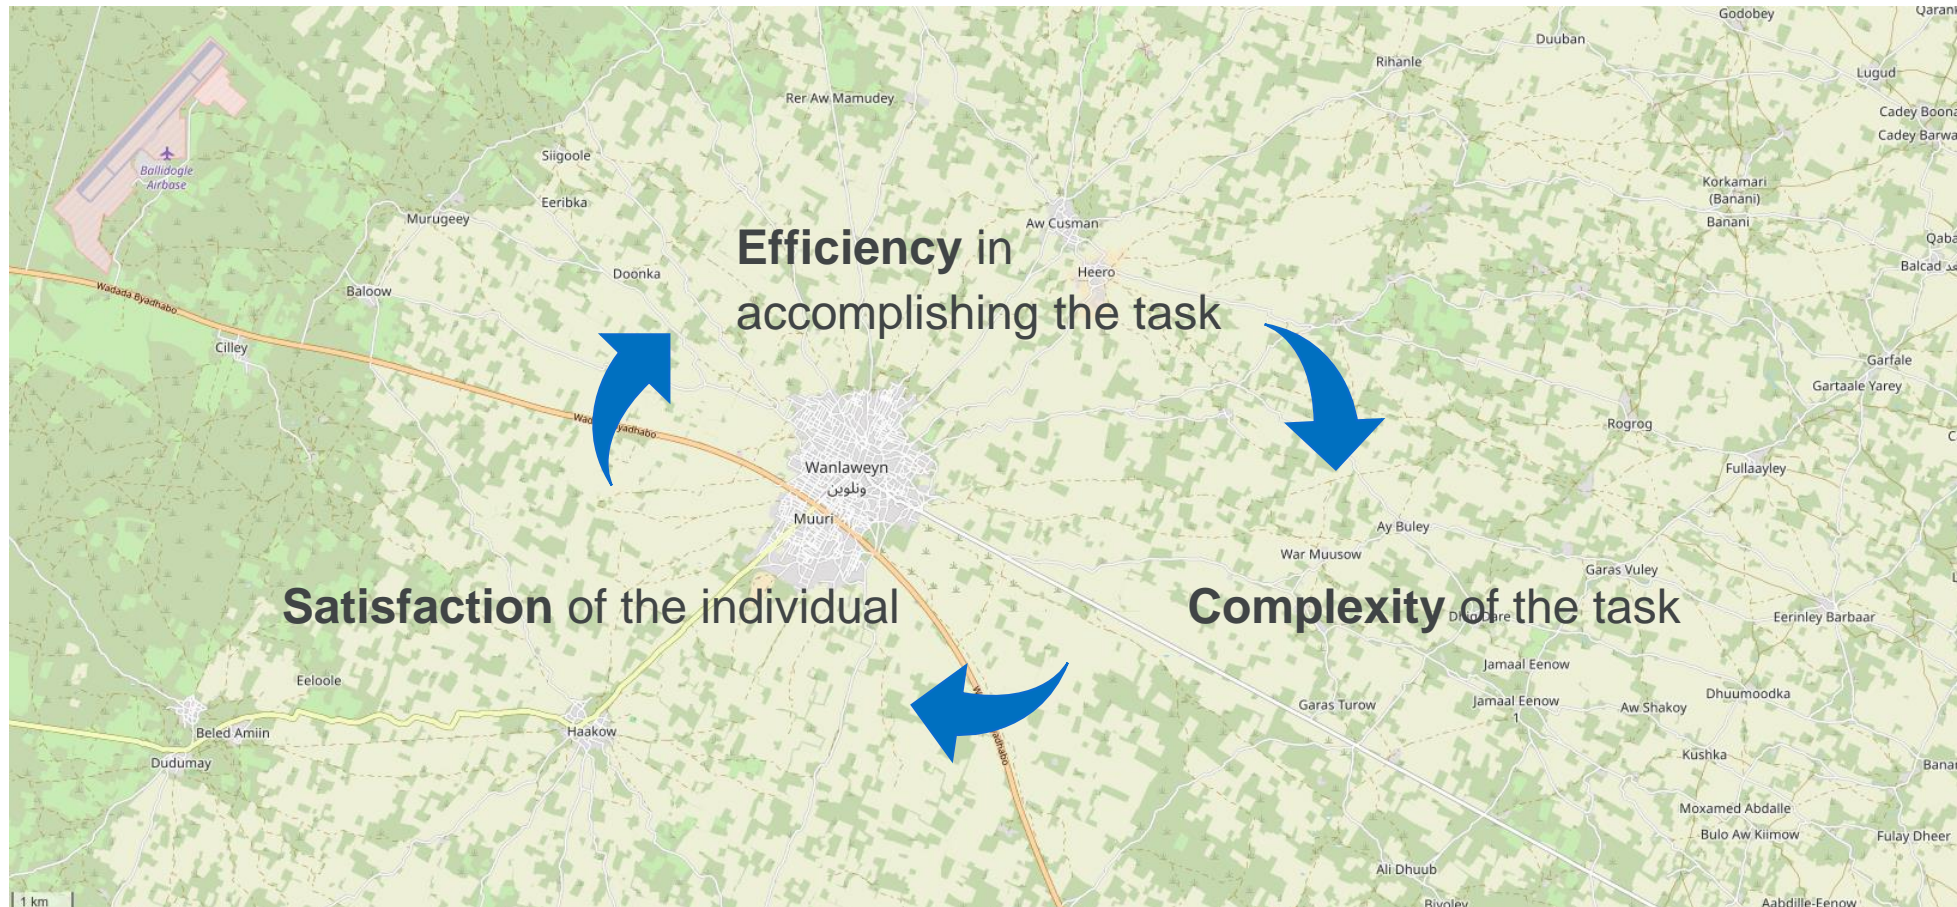 Godobey
Duuban
Rihanle
Lugud
Rer Aw Mamudey
Cadey Barwa
Siigoole
Ballidogle
Airbase
Korkamari
(Banani)
Eeribka
Murugeey
Aw Cusman
Banani
Efficiency in
accomplishing the task
Doonka
Heero
Balcad
Baloow
Wadada Byadhabo
Cilley
Garfale
Gartaale Yarey
Rogrog
Wanlaweyn
ونلوين
Fullaayley
Muuri
Ay Buley
War Muusow
Garas Vuley
Satisfaction of the individual
Complexity of the task
Eerinley Barbaar
Jamaal Eenow
Eeloole
Dhuumoodka
Garas Turow
Jamaal Eenow
1
Aw Shakoy
Beled Amiin
Haakow
Dudumay
Kushka
Moxamed Abdalle
Bulo Aw Kiimow
Fulay Dheer
Ali Dhuub
1 km